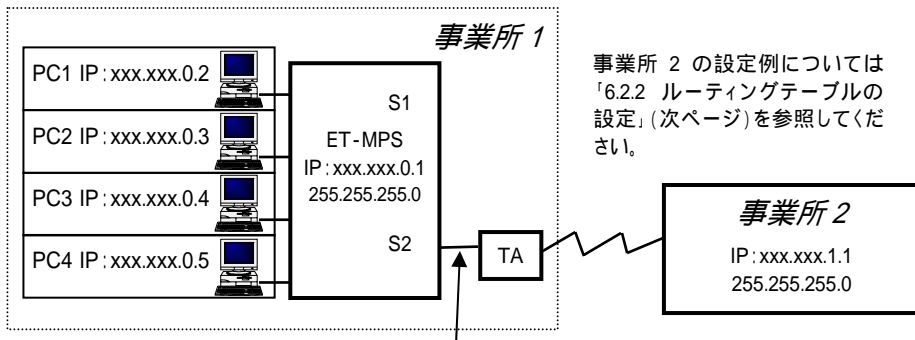 事業所 1
PC1 IP：xxx.xxx.0.2
PC2 IP：xxx.xxx.0.3
PC3 IP：xxx.xxx.0.4
PC4 IP：xxx.xxx.0.5
S1
ET-MPS
IP：xxx.xxx.0.1
255.255.255.0
S2
TA
事業所 2 の設定例については
「6.2.2 ルーティングテーブルの
設定」(次ページ)を参照してくだ
さい。
事業所 2
IP：xxx.xxx.1.1
255.255.255.0